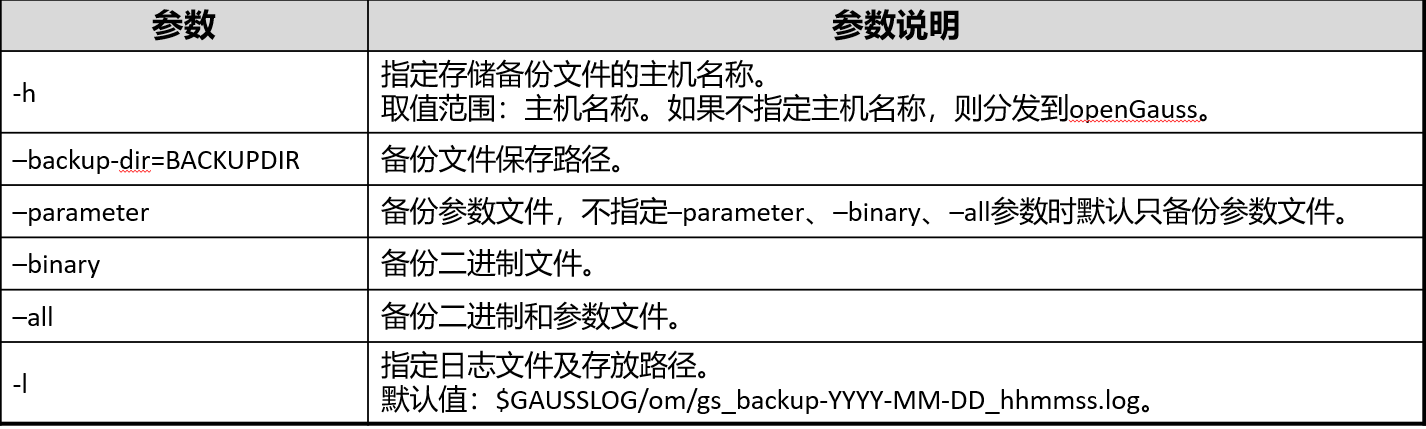 参数
参数说明
-h
指定存储备份文件的主机名称。
取值范围：主机名称。如果不指定主机名称，则分发到openGauss。
–backup-dir=BACKUPDIR
备份文件保存路径。
–parameter
备份参数文件，不指定–parameter、–binary、–all参数时默认只备份参数文件。
–binary
备份二进制文件。
–all
备份二进制和参数文件。
-l
指定日志文件及存放路径。
默认值：$GAUSSLOG/om/gs_backup-YYYY-MM-DD_hhmmss.log。